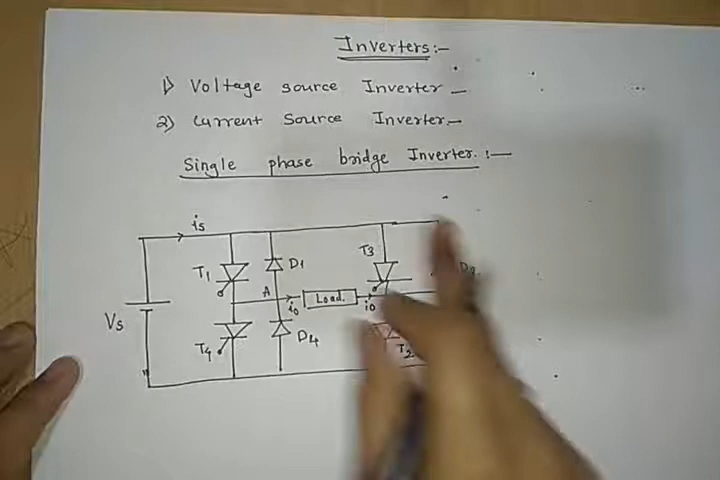 Inverters:-
1) Voltage source Inverter -
2) Current Source Inverter.-
Single phase bridge Inverter.:-
is
T1
D1
T3
Vs
A
io
Load.
io
T4
D4
T2